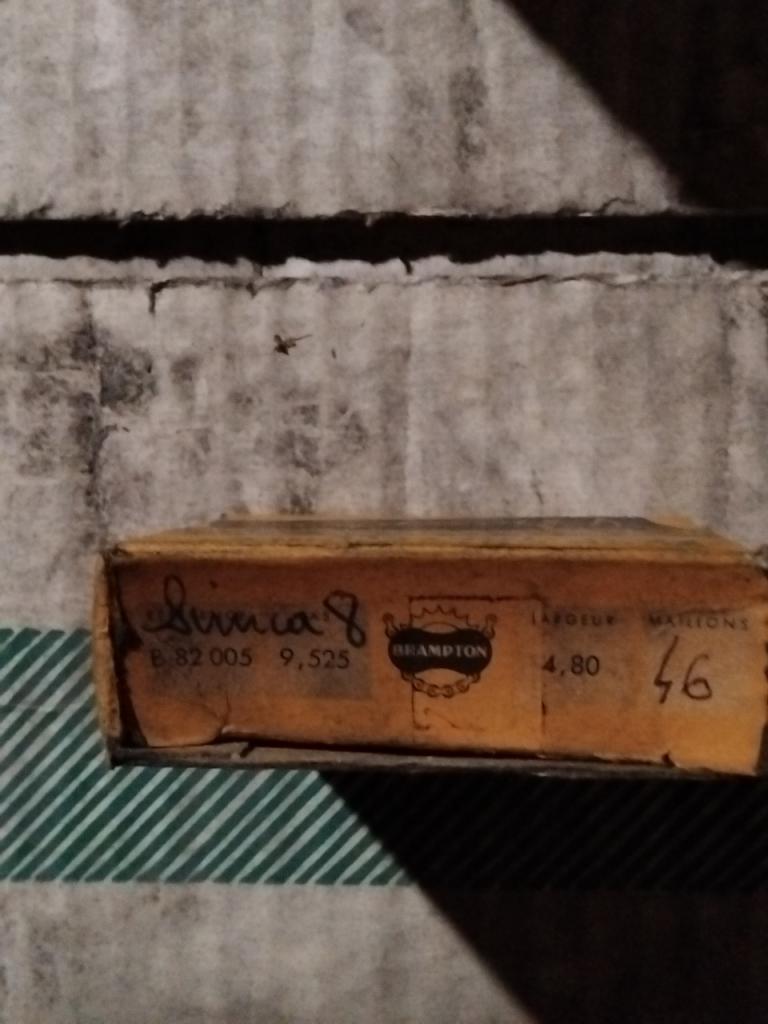 Simca 8
LARGEUR MAILLONS
B 82 005 9,525 BRAMPTON 4,80 46